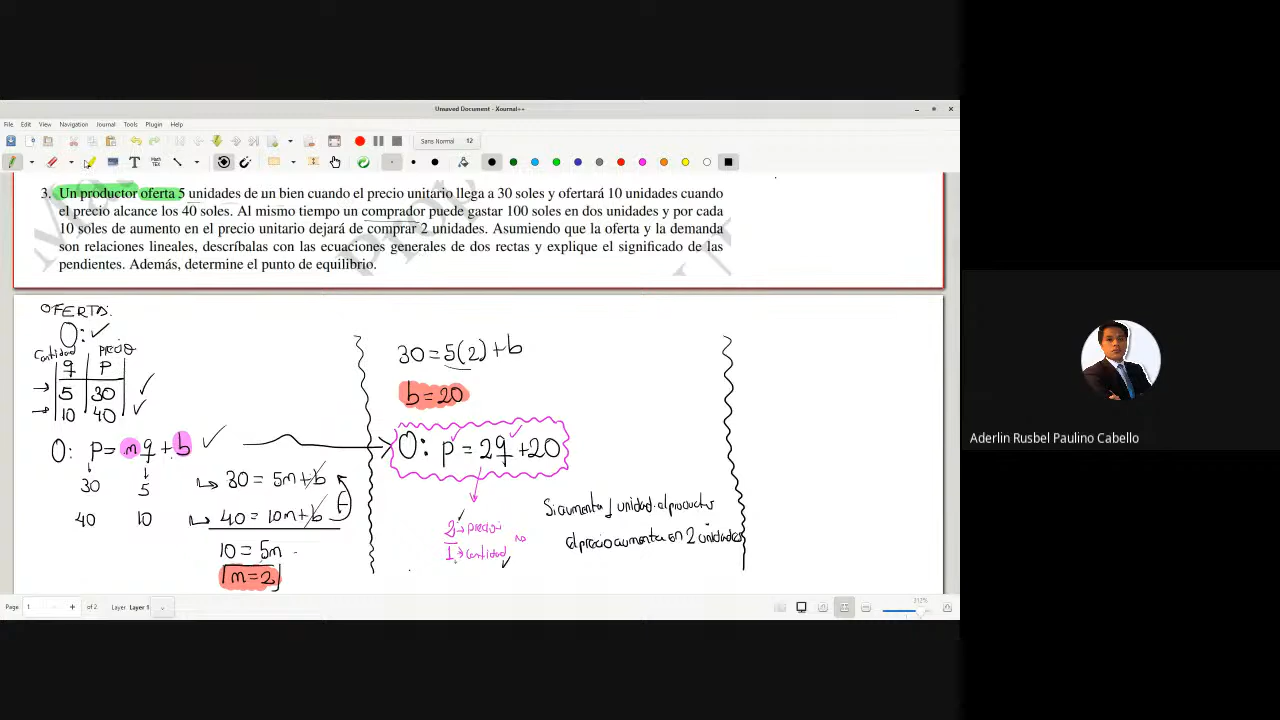 Unsaved Document - Xournal++
File Edit View Navigation Journal Tools Plugin Help
Sans Normal 12
3. Un productor oferta 5 unidades de un bien cuando el precio unitario llega a 30 soles y ofertará 10 unidades cuando
el precio alcance los 40 soles. Al mismo tiempo un comprador puede gastar 100 soles en dos unidades y por cada
10 soles de aumento en el precio unitario dejará de comprar 2 unidades. Asumiendo que la oferta y la demanda
son relaciones lineales, descríbalas con las ecuaciones generales de dos rectas y explique el significado de las
pendientes. Además, determine el punto de equilibrio.
OFERTA:
O: ✓
Cantidad precio
q p
→ 5 30 ✓
→ 10 40 ✓
O: p = mq + b ✓
30 5
40 10
↳ 30 = 5m + b
↳ 40 = 10m + b (-)
10 = 5m
m = 2
30 = 5(2) + b
b = 20
O: p = 2q + 20
2 → precio
1 → cantidad
Si aumenta 1 unidad el productor
el precio aumenta en 2 unidades
Aderlin Rusbel Paulino Cabello
Page 1 of 2 Layer Layer 1
212%